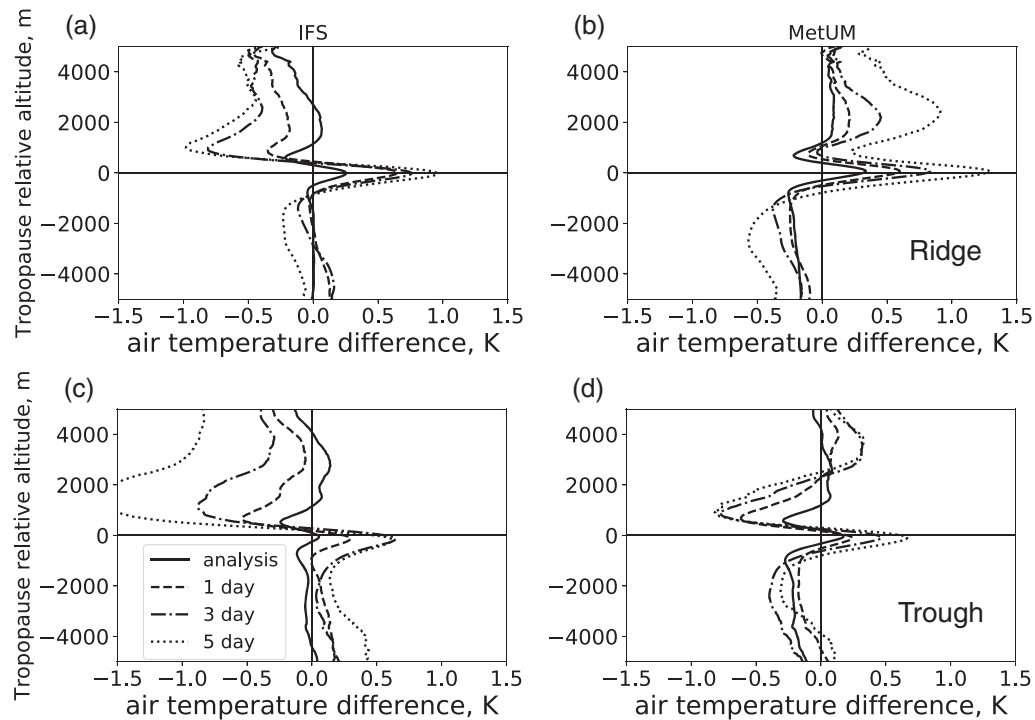 (a) IFS
(b) MetUM
Tropopause relative altitude, m
4000
2000
0
−2000
−4000
−1.5 −1.0 −0.5 0.0 0.5 1.0 1.5
air temperature difference, K
4000
2000
0
−2000
−4000
Ridge
−1.5 −1.0 −0.5 0.0 0.5 1.0 1.5
air temperature difference, K
(c)
Tropopause relative altitude, m
4000
2000
0
−2000
−4000
analysis
1 day
3 day
5 day
−1.5 −1.0 −0.5 0.0 0.5 1.0 1.5
air temperature difference, K
(d)
4000
2000
0
−2000
−4000
Trough
−1.5 −1.0 −0.5 0.0 0.5 1.0 1.5
air temperature difference, K